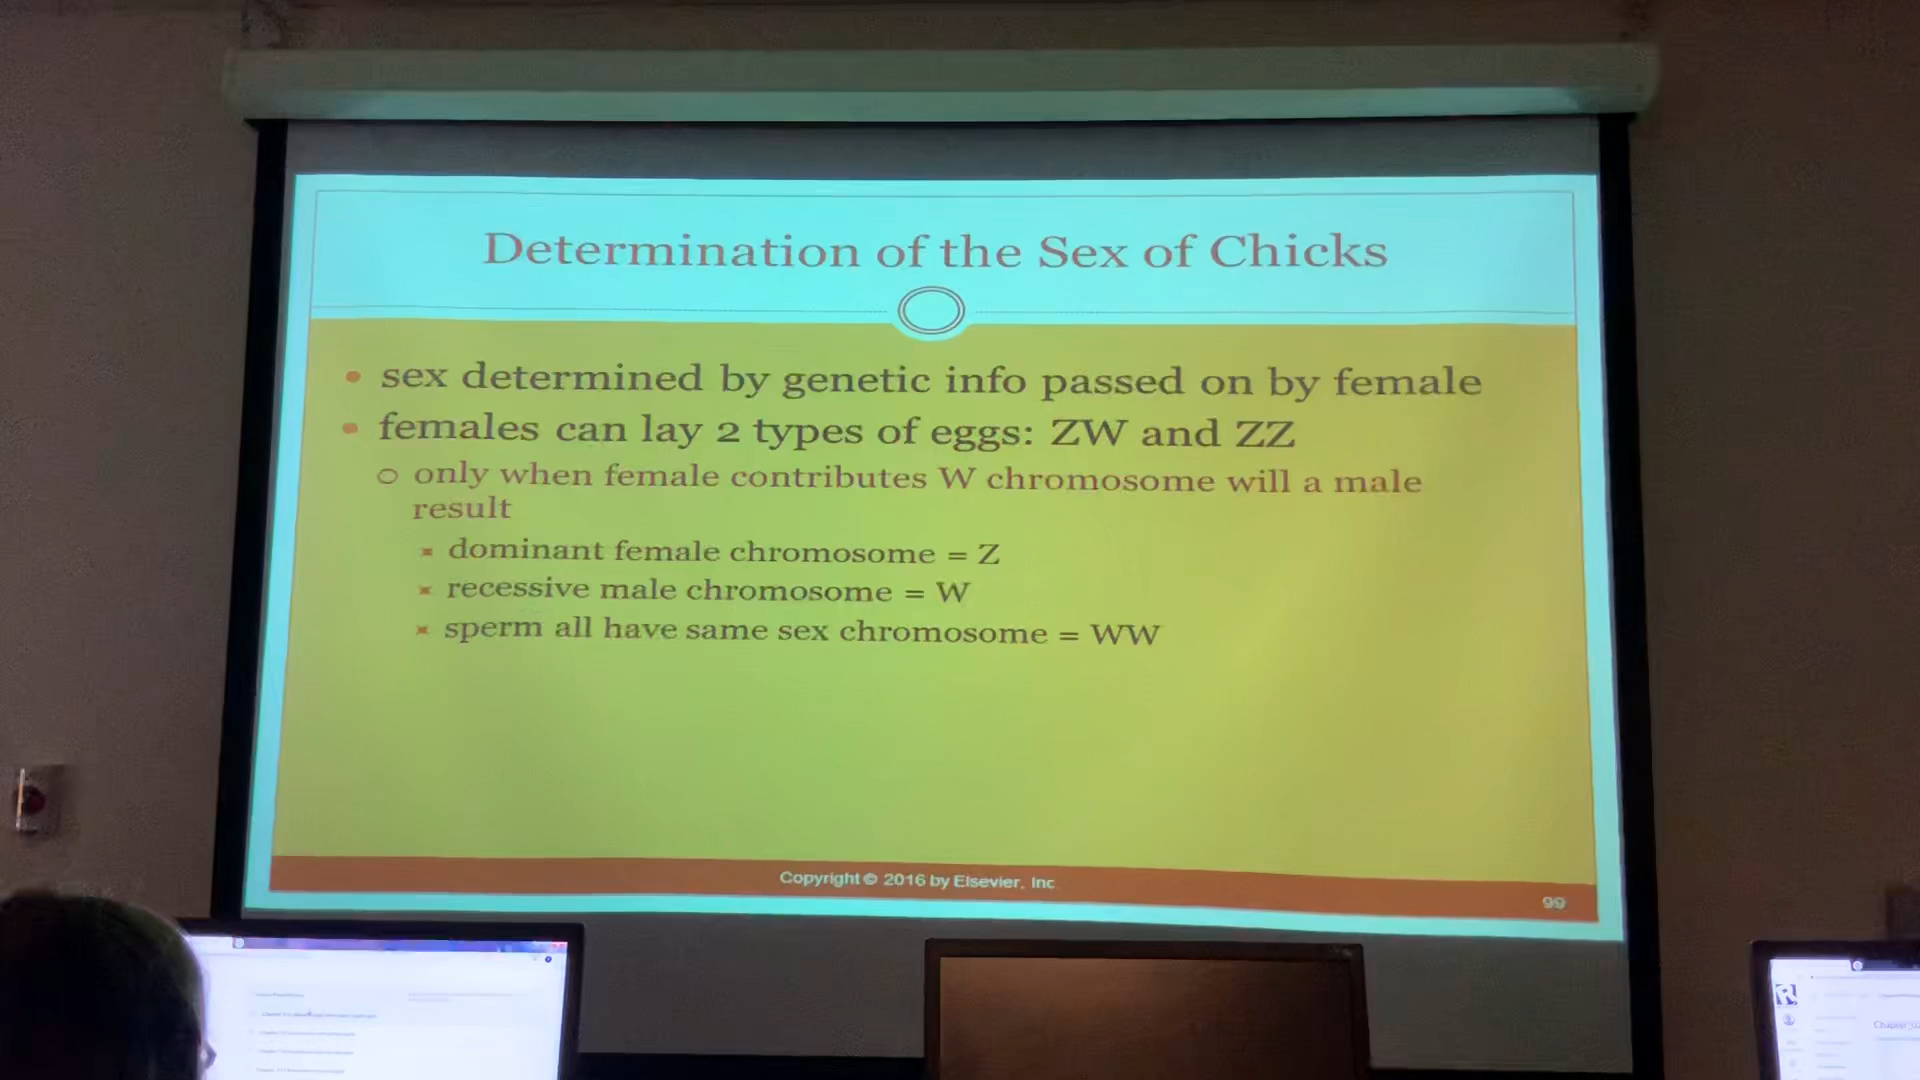 Determination of the Sex of Chicks
sex determined by genetic info passed on by female
females can lay 2 types of eggs: ZW and ZZ
only when female contributes W chromosome will a male
result
dominant female chromosome = Z
recessive male chromosome = W
sperm all have same sex chromosome = WW
Copyright © 2016 by Elsevier, Inc.
99